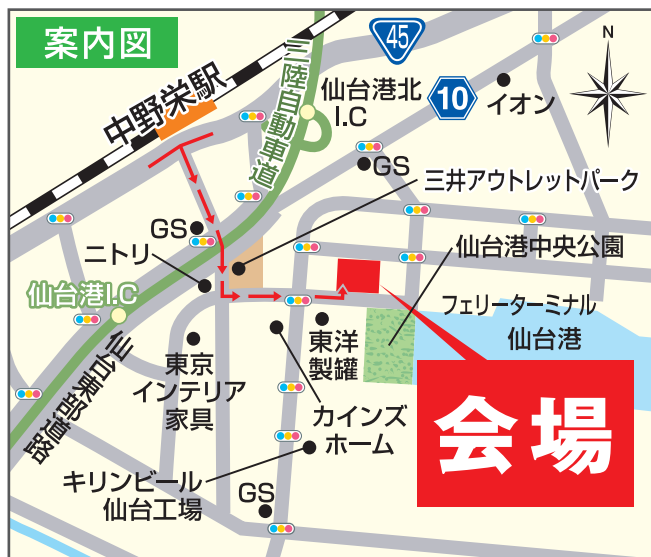 案内図
45
N
三陸自動車道
中野栄駅
仙台港北
I.C
10
イオン
GS
三井アウトレットパーク
GS
ニトリ
仙台港中央公園
仙台港I.C
フェリーターミナル
仙台港
東洋
製罐
東京
インテリア
家具
仙台東部道路
カインズ
ホーム
会場
キリンビール
仙台工場
GS